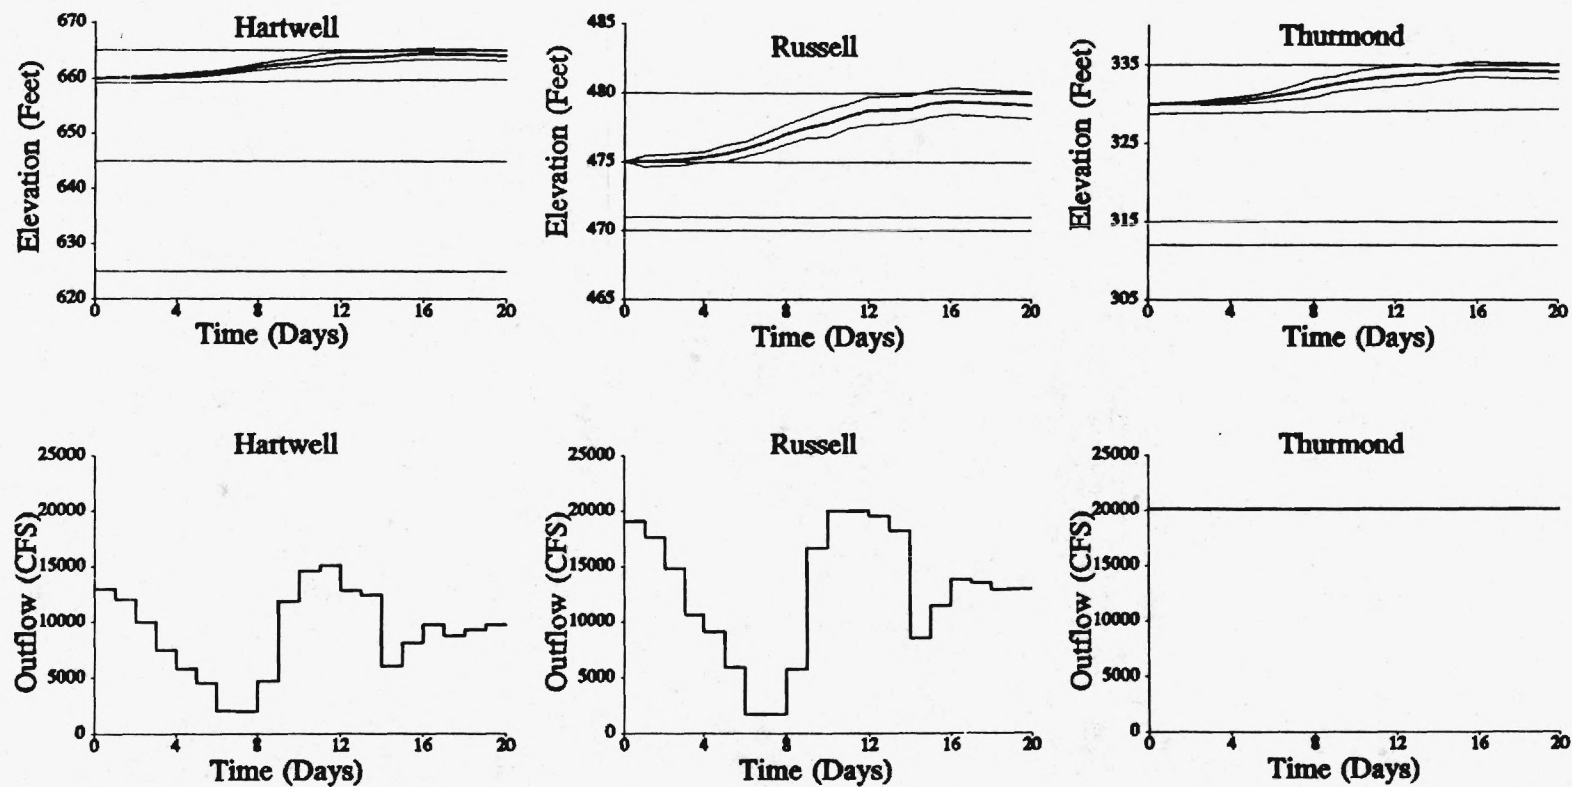 Hartwell
Elevation (Feet)
670
660
650
640
630
620
0 4 8 12 16 20
Time (Days)
Russell
Elevation (Feet)
485
480
475
470
465
0 4 8 12 16 20
Time (Days)
Thurmond
Elevation (Feet)
335
325
315
305
0 4 8 12 16 20
Time (Days)
Hartwell
Outflow (CFS)
25000
20000
15000
10000
5000
0
0 4 8 12 16 20
Time (Days)
Russell
Outflow (CFS)
25000
20000
15000
10000
5000
0
0 4 8 12 16 20
Time (Days)
Thurmond
Outflow (CFS)
25000
20000
15000
10000
5000
0
0 4 8 12 16 20
Time (Days)